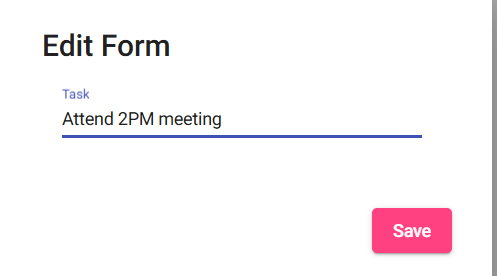 Edit Form
Task
Attend 2PM meeting
Save